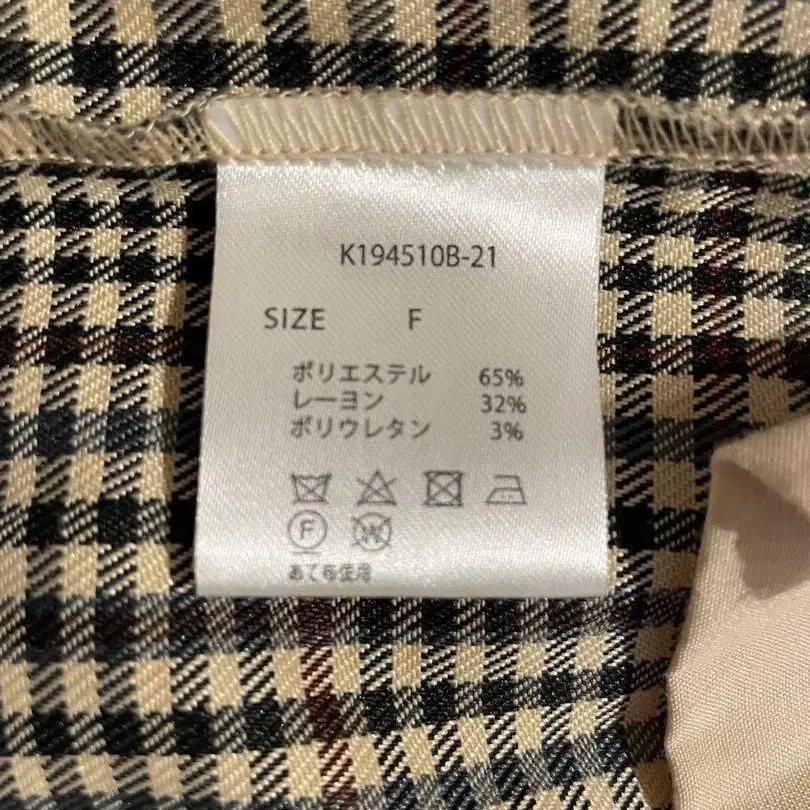 K194510B-21
SIZE F
ポリエステル 65%
レーヨン 32%
ポリウレタン 3%
F W
あて布使用